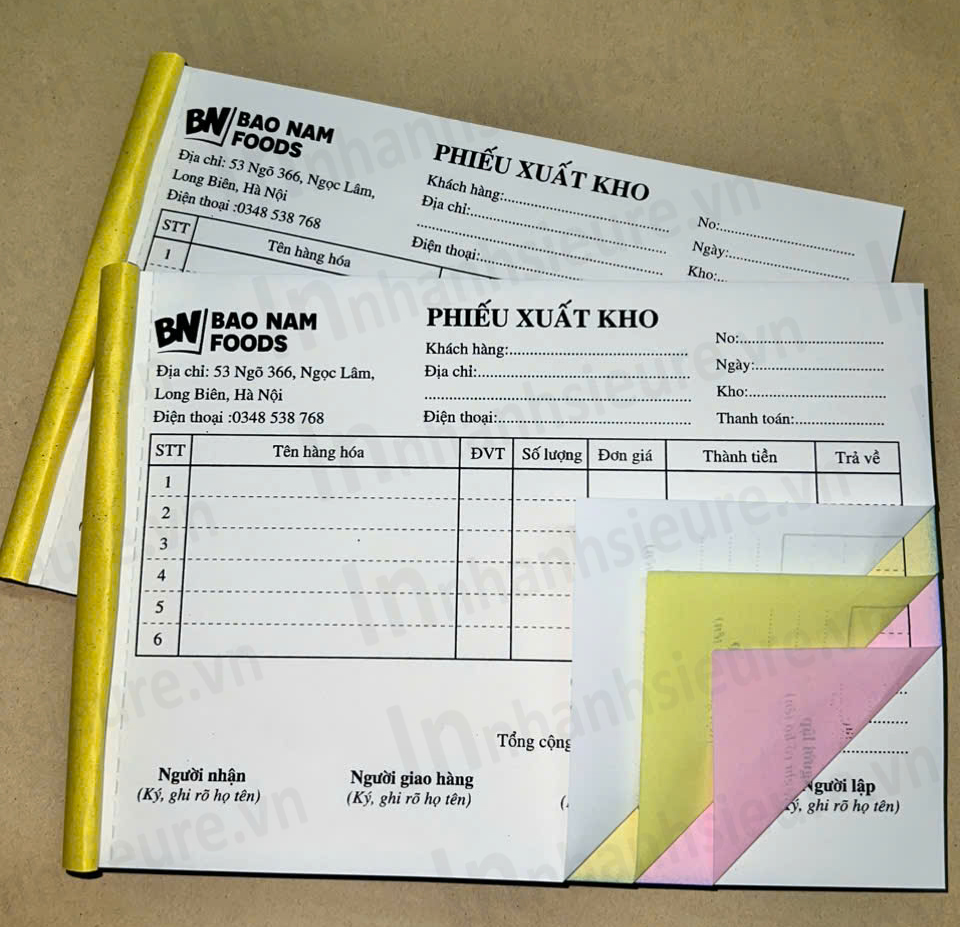 BN BAO NAM
FOODS
Địa chỉ: 53 Ngõ 366, Ngọc Lâm,
Long Biên, Hà Nội
Điện thoại :0348 538 768
PHIẾU XUẤT KHO
Khách hàng:
Địa chỉ:
Điện thoại:
No:
Ngày:
Kho:
STT Tên hàng hóa
1
BN BAO NAM
FOODS
Địa chỉ: 53 Ngõ 366, Ngọc Lâm,
Long Biên, Hà Nội
Điện thoại :0348 538 768
PHIẾU XUẤT KHO
Khách hàng:
Địa chỉ:
Điện thoại:
No:
Ngày:
Kho:
Thanh toán:
STT Tên hàng hóa ĐVT Số lượng Đơn giá Thành tiền Trả về
1
2
3
4
5
6
Tổng cộng
Người nhận Người giao hàng Người lập
(Ký, ghi rõ họ tên) (Ký, ghi rõ họ tên) ghi rõ họ tên)
Innhanhsieure.vn